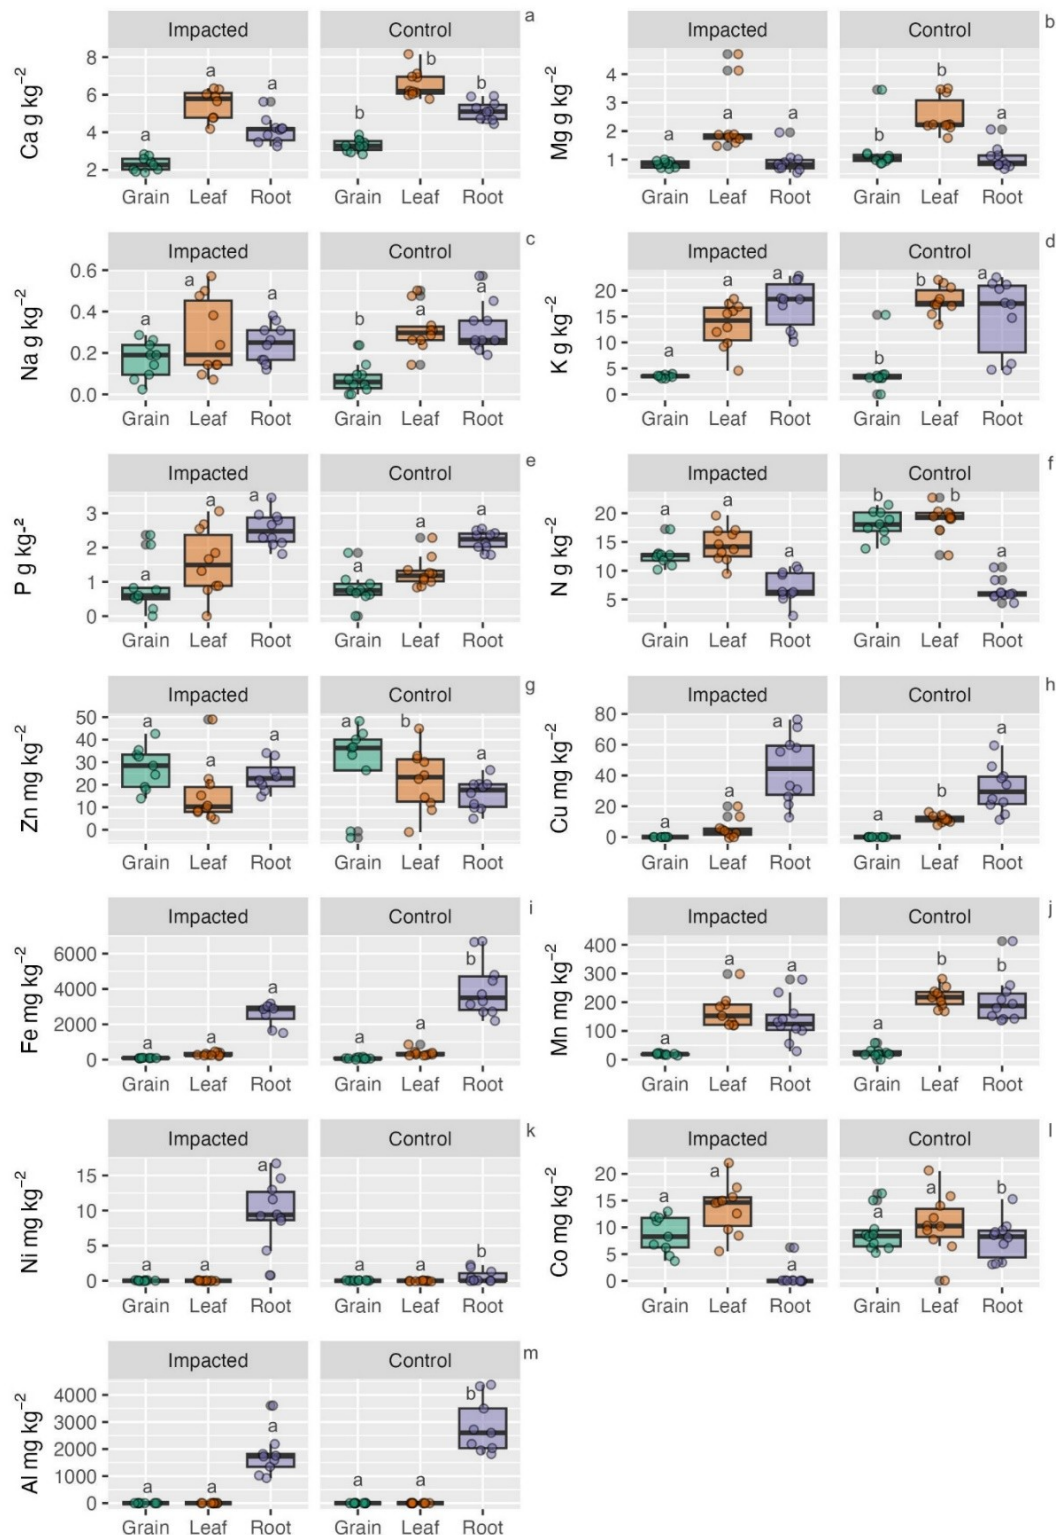 a
Impacted Control
Ca g kg⁻²
8
6
4
2
a a a b b b
Grain Leaf Root Grain Leaf Root
b
Impacted Control
Mg g kg⁻²
4
3
2
1
a a a b b a
Grain Leaf Root Grain Leaf Root
c
Impacted Control
Na g kg⁻²
0.6
0.4
0.2
0.0
a a a b a a
Grain Leaf Root Grain Leaf Root
d
Impacted Control
K g kg⁻²
20
15
10
5
0
a a a b b a
Grain Leaf Root Grain Leaf Root
e
Impacted Control
P g kg-²
3
2
1
0
a a a a a a
Grain Leaf Root Grain Leaf Root
f
Impacted Control
N g kg⁻²
20
15
10
5
a a a b b a
Grain Leaf Root Grain Leaf Root
g
Impacted Control
Zn mg kg⁻²
50
40
30
20
10
0
a a a a b a
Grain Leaf Root Grain Leaf Root
h
Impacted Control
Cu mg kg⁻²
80
60
40
20
0
a a a a b a
Grain Leaf Root Grain Leaf Root
i
Impacted Control
Fe mg kg⁻²
6000
4000
2000
0
a a a a a b
Grain Leaf Root Grain Leaf Root
j
Impacted Control
Mn mg kg⁻²
400
300
200
100
0
a a a a b b
Grain Leaf Root Grain Leaf Root
k
Impacted Control
Ni mg kg⁻²
15
10
5
0
a a a a a b
Grain Leaf Root Grain Leaf Root
l
Impacted Control
Co mg kg⁻²
20
15
10
5
0
a a a a a b
Grain Leaf Root Grain Leaf Root
m
Impacted Control
Al mg kg⁻²
4000
3000
2000
1000
0
a a a a a b
Grain Leaf Root Grain Leaf Root